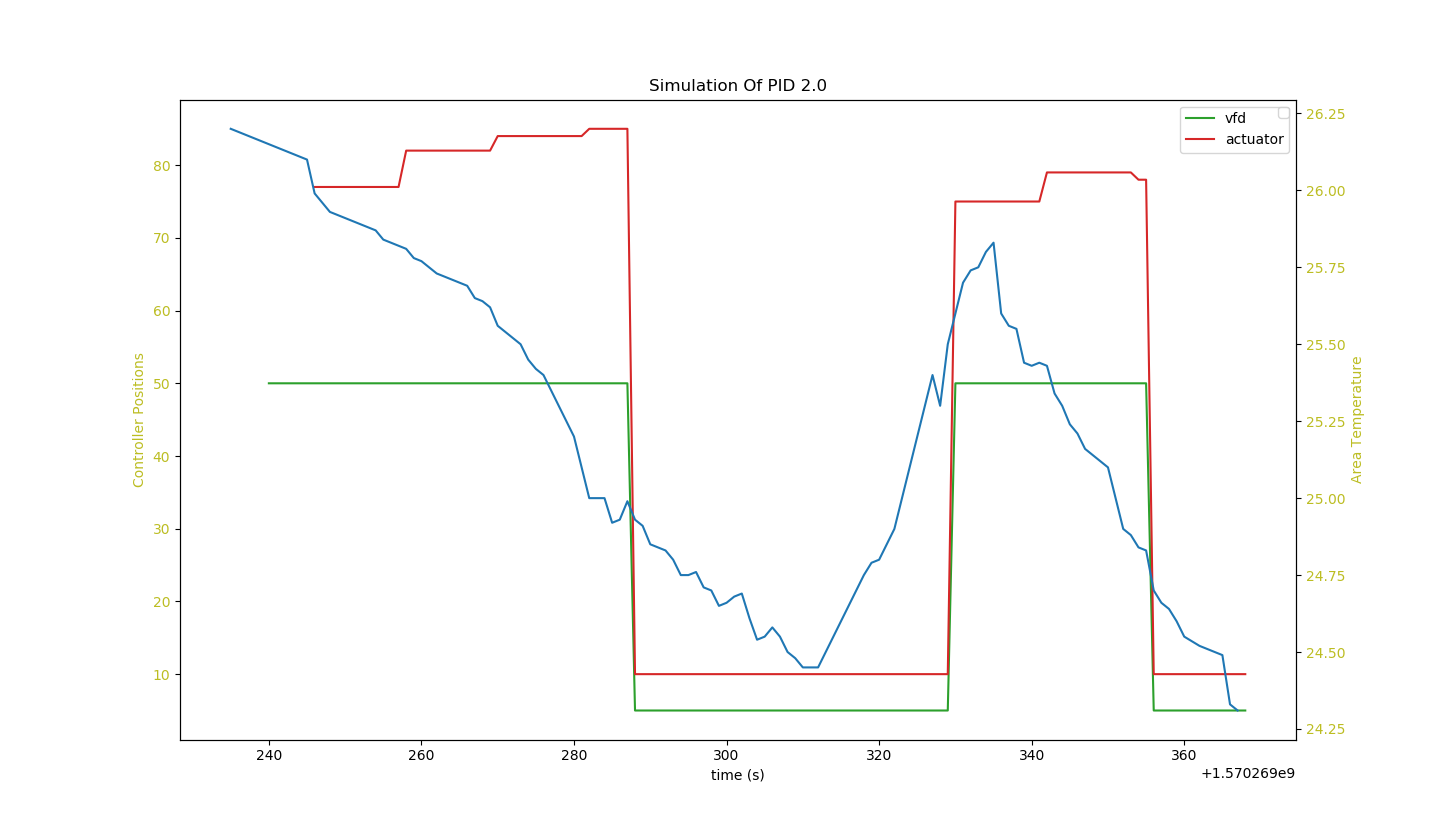 Simulation Of PID 2.0
vfd
actuator
Controller Positions
80
70
60
50
40
30
20
10
26.25
26.00
25.75
25.50
25.25
25.00
24.75
24.50
24.25
Area Temperature
240 260 280 300 320 340 360
time (s)
+1.570269e9